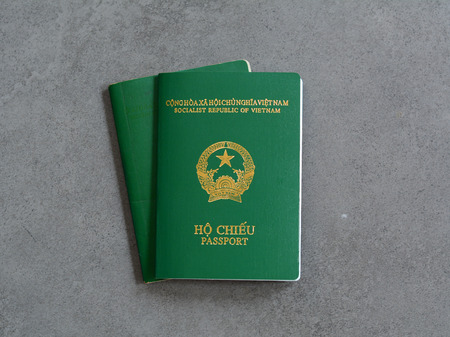 CỘNG HÒA XÃ HỘI CHỦ NGHĨA VIỆT NAM
SOCIALIST REPUBLIC OF VIETNAM
HỘ CHIẾU
PASSPORT